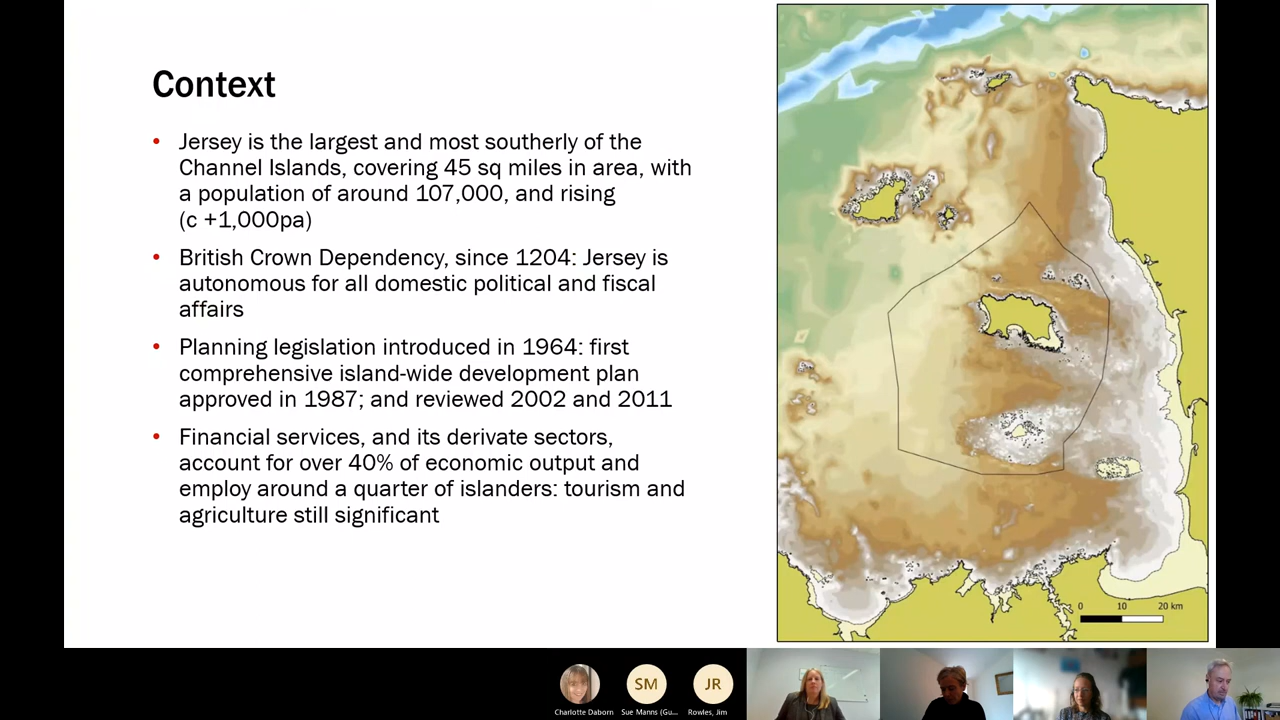 Context
• Jersey is the largest and most southerly of the
Channel Islands, covering 45 sq miles in area, with
a population of around 107,000, and rising
(c +1,000pa)
• British Crown Dependency, since 1204: Jersey is
autonomous for all domestic political and fiscal
affairs
• Planning legislation introduced in 1964: first
comprehensive island-wide development plan
approved in 1987; and reviewed 2002 and 2011
• Financial services, and its derivate sectors,
account for over 40% of economic output and
employ around a quarter of islanders: tourism and
agriculture still significant
0 10 20 km
SM
JR
Charlotte Daborn
Sue Manns (Gu...
Rowles, Jim